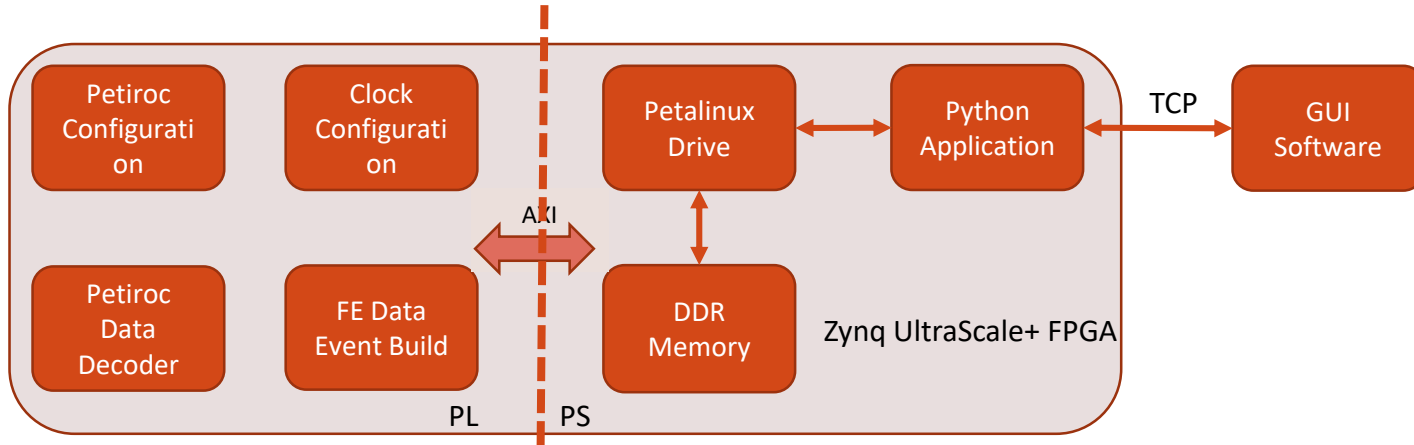 Petiroc
Configurati
on
Clock
Configurati
on
Petalinux
Drive
Python
Application
TCP
GUI
Software
AXI
Petiroc
Data
Decoder
FE Data
Event Build
DDR
Memory
Zynq UltraScale+ FPGA
PL
PS